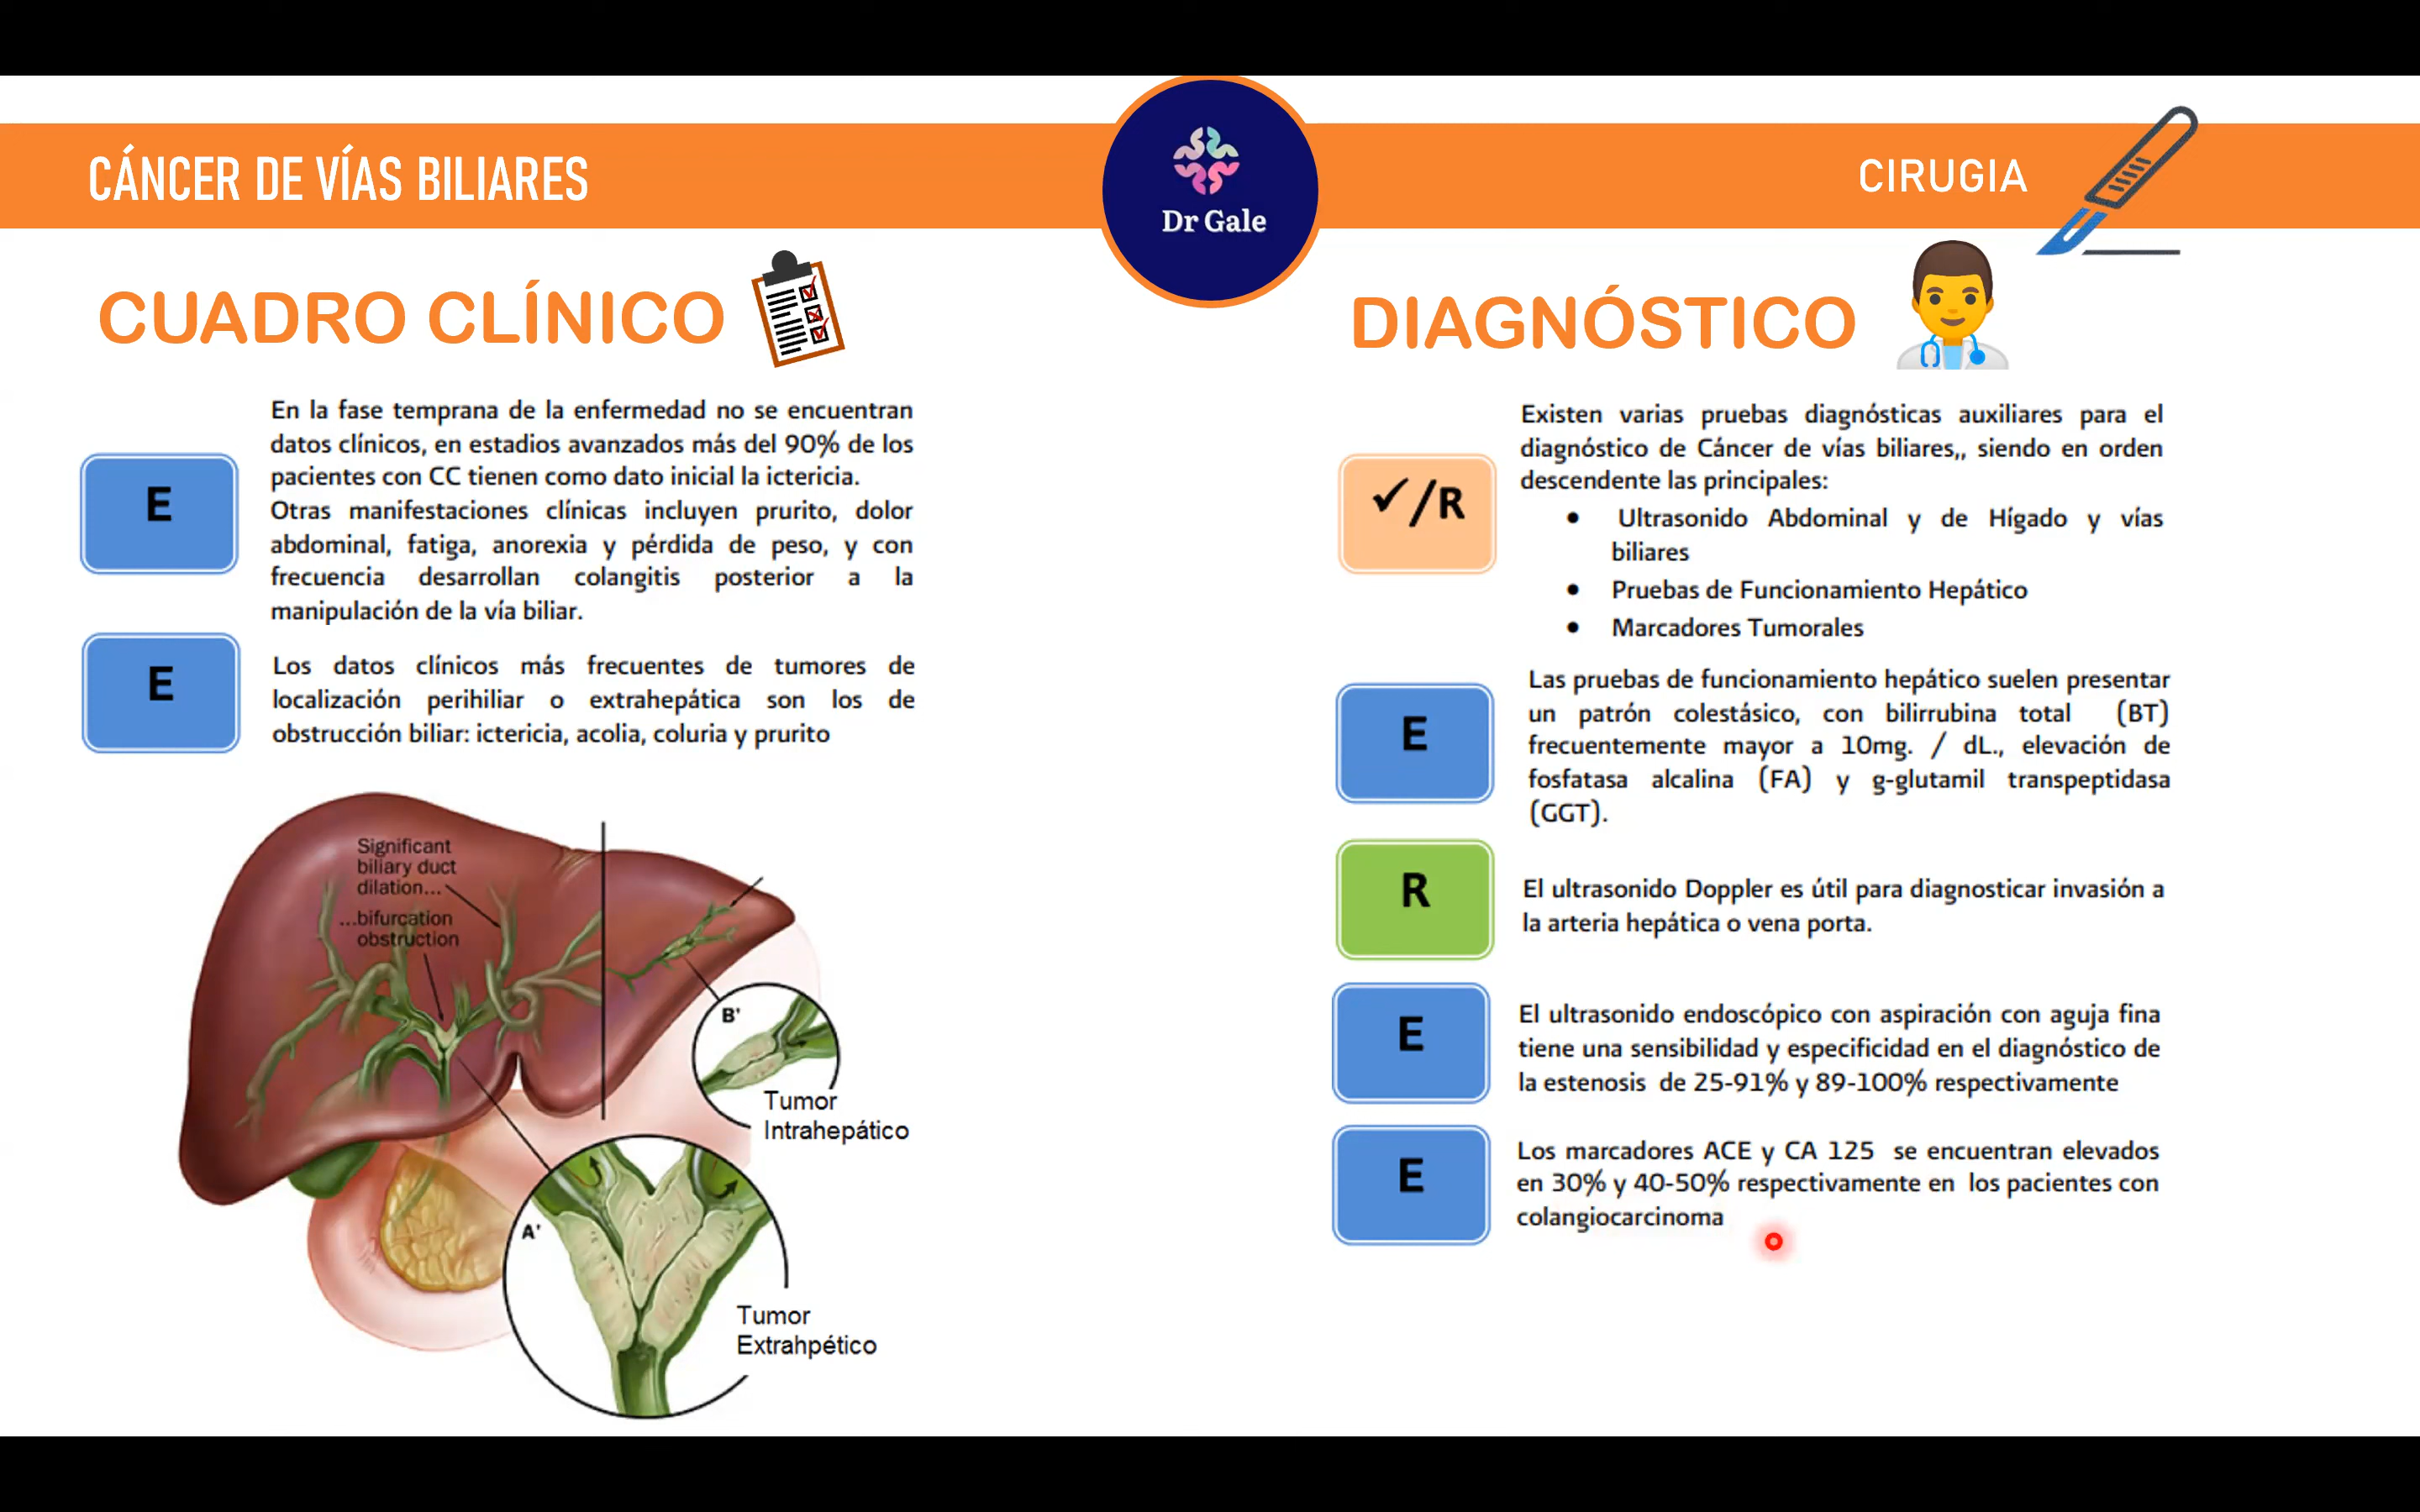 CÁNCER DE VÍAS BILIARES
Dr Gale
CIRUGIA
CUADRO CLÍNICO
E
En la fase temprana de la enfermedad no se encuentran
datos clínicos, en estadios avanzados más del 90% de los
pacientes con CC tienen como dato inicial la ictericia.
Otras manifestaciones clínicas incluyen prurito, dolor
abdominal, fatiga, anorexia y pérdida de peso, y con
frecuencia desarrollan colangitis posterior a la
manipulación de la vía biliar.
E
Los datos clínicos más frecuentes de tumores de
localización perihiliar o extrahepática son los de
obstrucción biliar: ictericia, acolia, coluria y prurito
Significant
biliary duct
dilation...
...bifurcation
obstruction
B'
Tumor
Intrahepático
A'
Tumor
Extrahpético
DIAGNÓSTICO
✓/R
Existen varias pruebas diagnósticas auxiliares para el
diagnóstico de Cáncer de vías biliares,, siendo en orden
descendente las principales:
• Ultrasonido Abdominal y de Hígado y vías
biliares
• Pruebas de Funcionamiento Hepático
• Marcadores Tumorales
E
Las pruebas de funcionamiento hepático suelen presentar
un patrón colestásico, con bilirrubina total (BT)
frecuentemente mayor a 10mg. / dL., elevación de
fosfatasa alcalina (FA) y g-glutamil transpeptidasa
(GGT).
R
El ultrasonido Doppler es útil para diagnosticar invasión a
la arteria hepática o vena porta.
E
El ultrasonido endoscópico con aspiración con aguja fina
tiene una sensibilidad y especificidad en el diagnóstico de
la estenosis de 25-91% y 89-100% respectivamente
E
Los marcadores ACE y CA 125 se encuentran elevados
en 30% y 40-50% respectivamente en los pacientes con
colangiocarcinoma